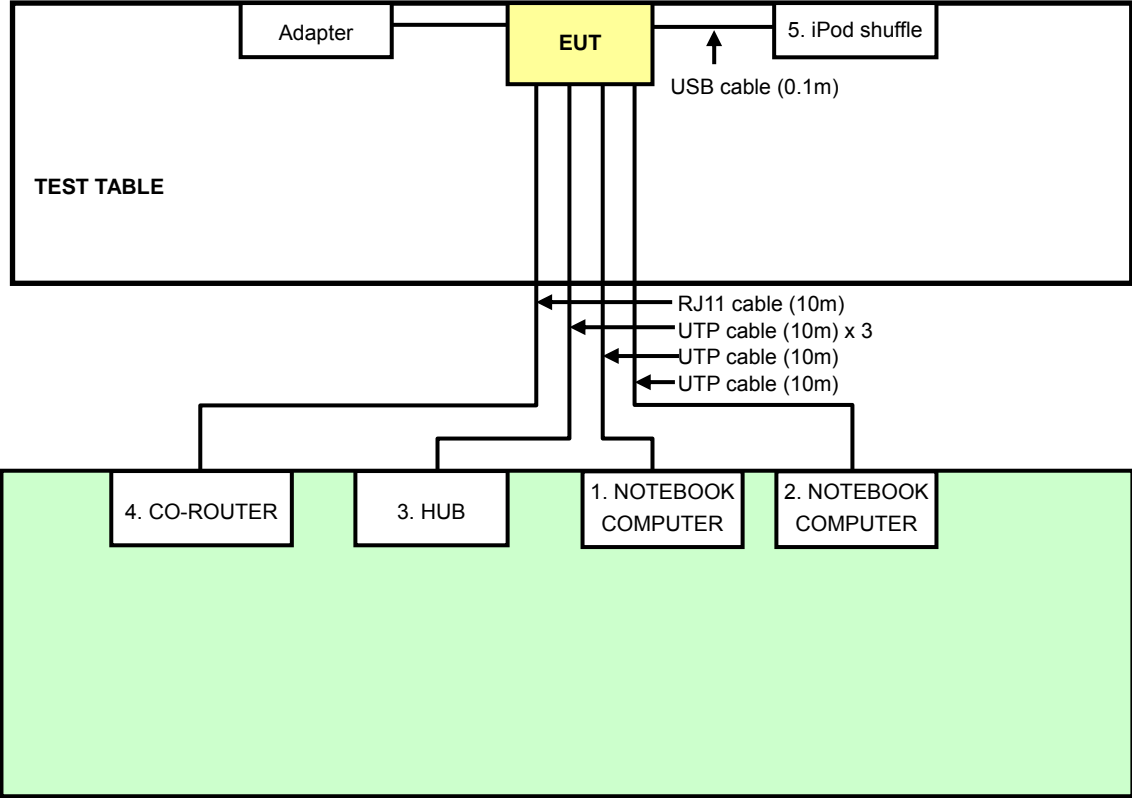 Adapter
EUT
5. iPod shuffle
USB cable (0.1m)
TEST TABLE
RJ11 cable (10m)
UTP cable (10m) x 3
UTP cable (10m)
UTP cable (10m)
4. CO-ROUTER
3. HUB
1. NOTEBOOK
COMPUTER
2. NOTEBOOK
COMPUTER